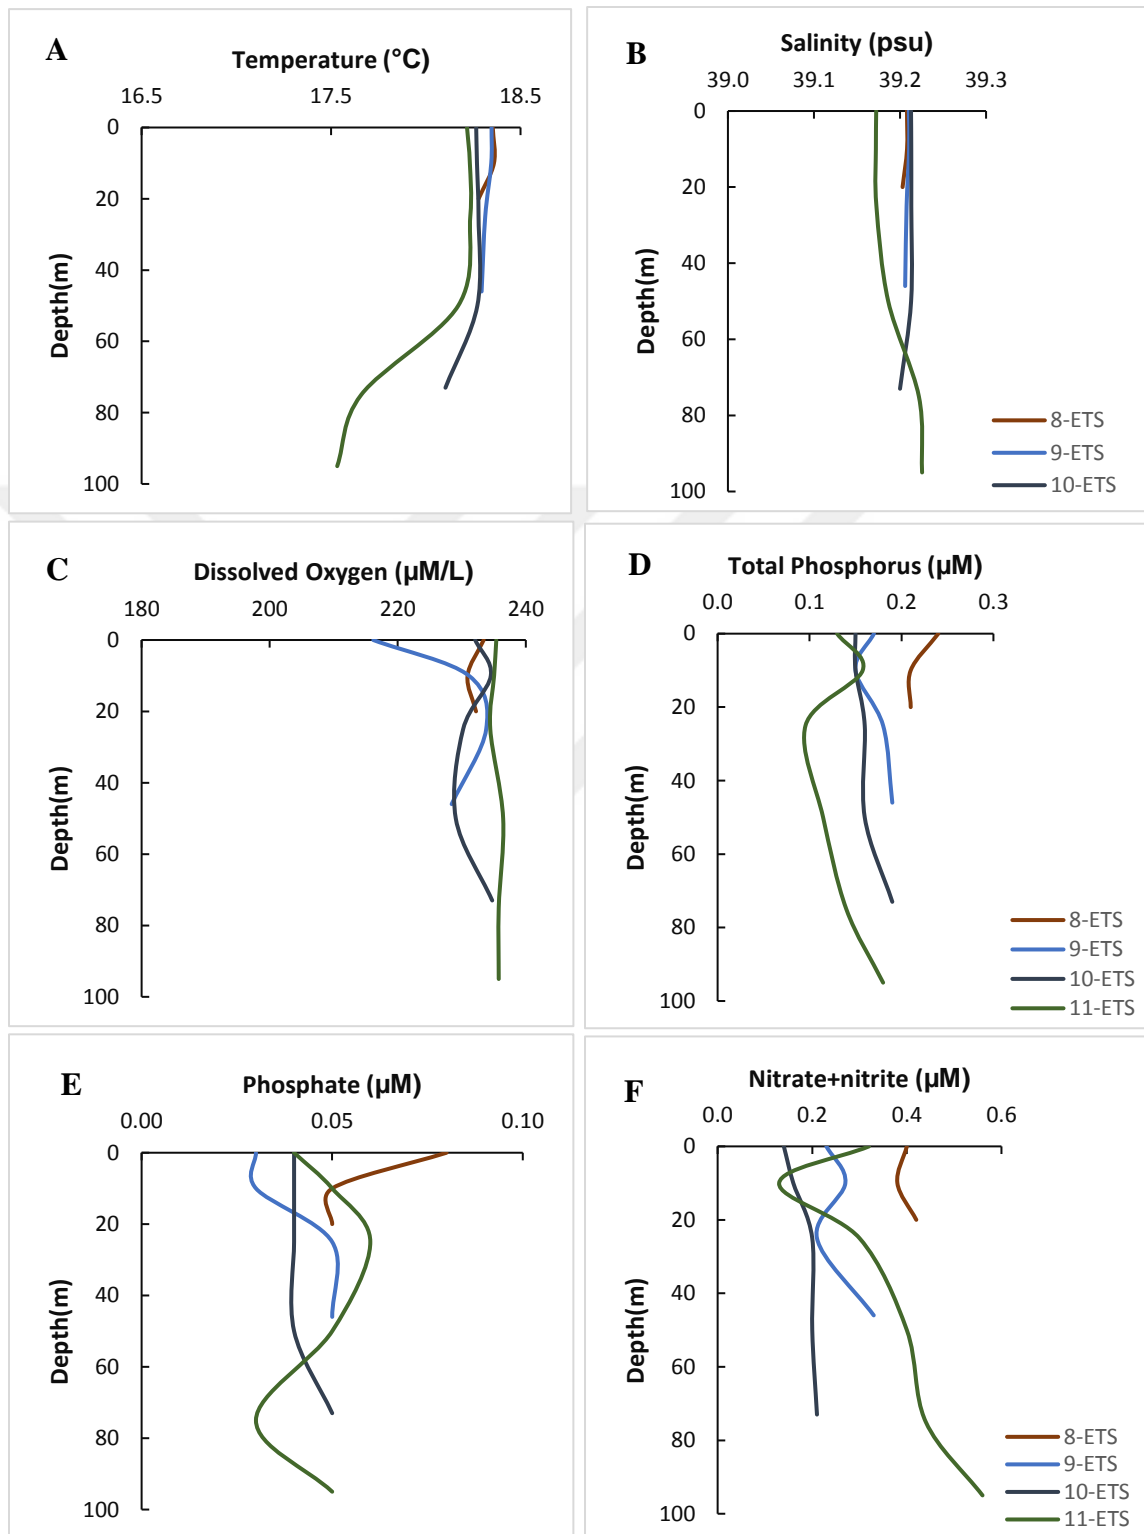 A
Temperature (°C)
16.5 17.5 18.5
0
20
40
60
80
100
Depth(m)
B
Salinity (psu)
39.0 39.1 39.2 39.3
0
20
40
60
80
100
Depth(m)
8-ETS
9-ETS
10-ETS
C
Dissolved Oxygen (µM/L)
180 200 220 240
0
20
40
60
80
100
Depth(m)
D
Total Phosphorus (µM)
0.0 0.1 0.2 0.3
0
20
40
60
80
100
Depth(m)
8-ETS
9-ETS
10-ETS
11-ETS
E
Phosphate (µM)
0.00 0.05 0.10
0
20
40
60
80
100
Depth(m)
F
Nitrate+nitrite (µM)
0.0 0.2 0.4 0.6
0
20
40
60
80
100
Depth(m)
8-ETS
9-ETS
10-ETS
11-ETS